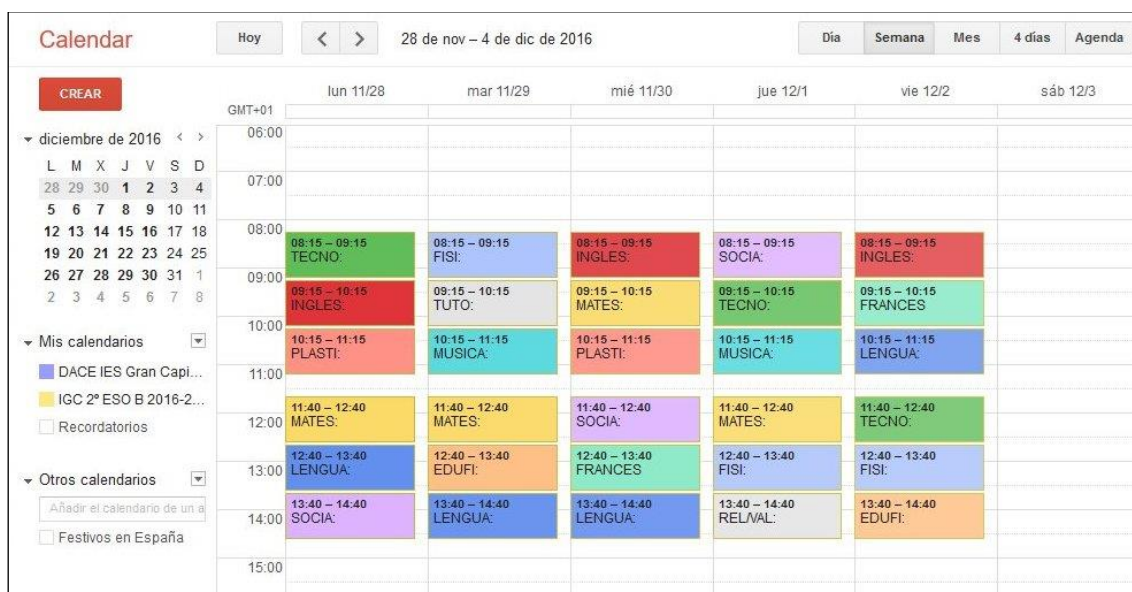 Calendar
Hoy
28 de nov – 4 de dic de 2016
Día
Semana
Mes
4 días
Agenda
CREAR
diciembre de 2016
L M X J V S D
28 29 30 1 2 3 4
5 6 7 8 9 10 11
12 13 14 15 16 17 18
19 20 21 22 23 24 25
26 27 28 29 30 31 1
2 3 4 5 6 7 8
Mis calendarios
DACE IES Gran Capi...
IGC 2º ESO B 2016-2...
Recordatorios
Otros calendarios
Añadir el calendario de un a
Festivos en España
GMT+01
lun 11/28
mar 11/29
mié 11/30
jue 12/1
vie 12/2
sáb 12/3
06:00
07:00
08:00
09:00
10:00
11:00
12:00
13:00
14:00
15:00
08:15 – 09:15
TECNO:
09:15 – 10:15
INGLES:
10:15 – 11:15
PLASTI:
11:40 – 12:40
MATES:
12:40 – 13:40
LENGUA:
13:40 – 14:40
SOCIA:
08:15 – 09:15
FISI:
09:15 – 10:15
TUTO:
10:15 – 11:15
MUSICA:
11:40 – 12:40
MATES:
12:40 – 13:40
EDUFI:
13:40 – 14:40
LENGUA:
08:15 – 09:15
INGLES:
09:15 – 10:15
MATES:
10:15 – 11:15
PLASTI:
11:40 – 12:40
SOCIA:
12:40 – 13:40
FRANCES
13:40 – 14:40
LENGUA:
08:15 – 09:15
SOCIA:
09:15 – 10:15
TECNO:
10:15 – 11:15
MUSICA:
11:40 – 12:40
MATES:
12:40 – 13:40
FISI:
13:40 – 14:40
REL/VAL:
08:15 – 09:15
INGLES:
09:15 – 10:15
FRANCES
10:15 – 11:15
LENGUA:
11:40 – 12:40
TECNO:
12:40 – 13:40
FISI:
13:40 – 14:40
EDUFI: